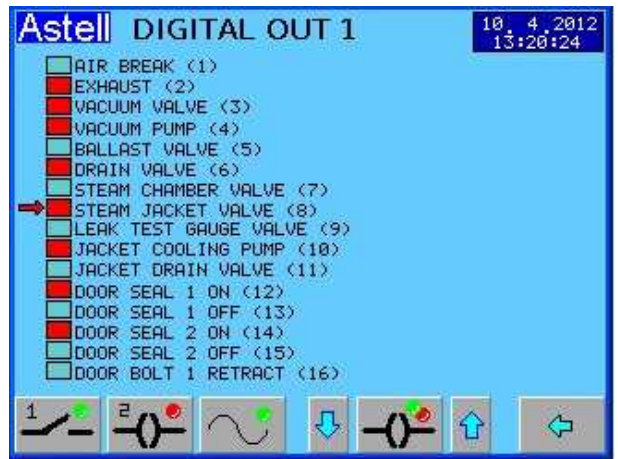 Astell DIGITAL OUT 1
10. 4.2012
13:20:24
AIR BREAK (1)
EXHAUST (2)
VACUUM VALVE (3)
VACUUM PUMP (4)
BALLAST VALVE (5)
DRAIN VALVE (6)
STEAM CHAMBER VALVE (7)
STEAM JACKET VALVE (8)
LEAK TEST GAUGE VALVE (9)
JACKET COOLING PUMP (10)
JACKET DRAIN VALVE (11)
DOOR SEAL 1 ON (12)
DOOR SEAL 1 OFF (13)
DOOR SEAL 2 ON (14)
DOOR SEAL 2 OFF (15)
DOOR BOLT 1 RETRACT (16)
1 2